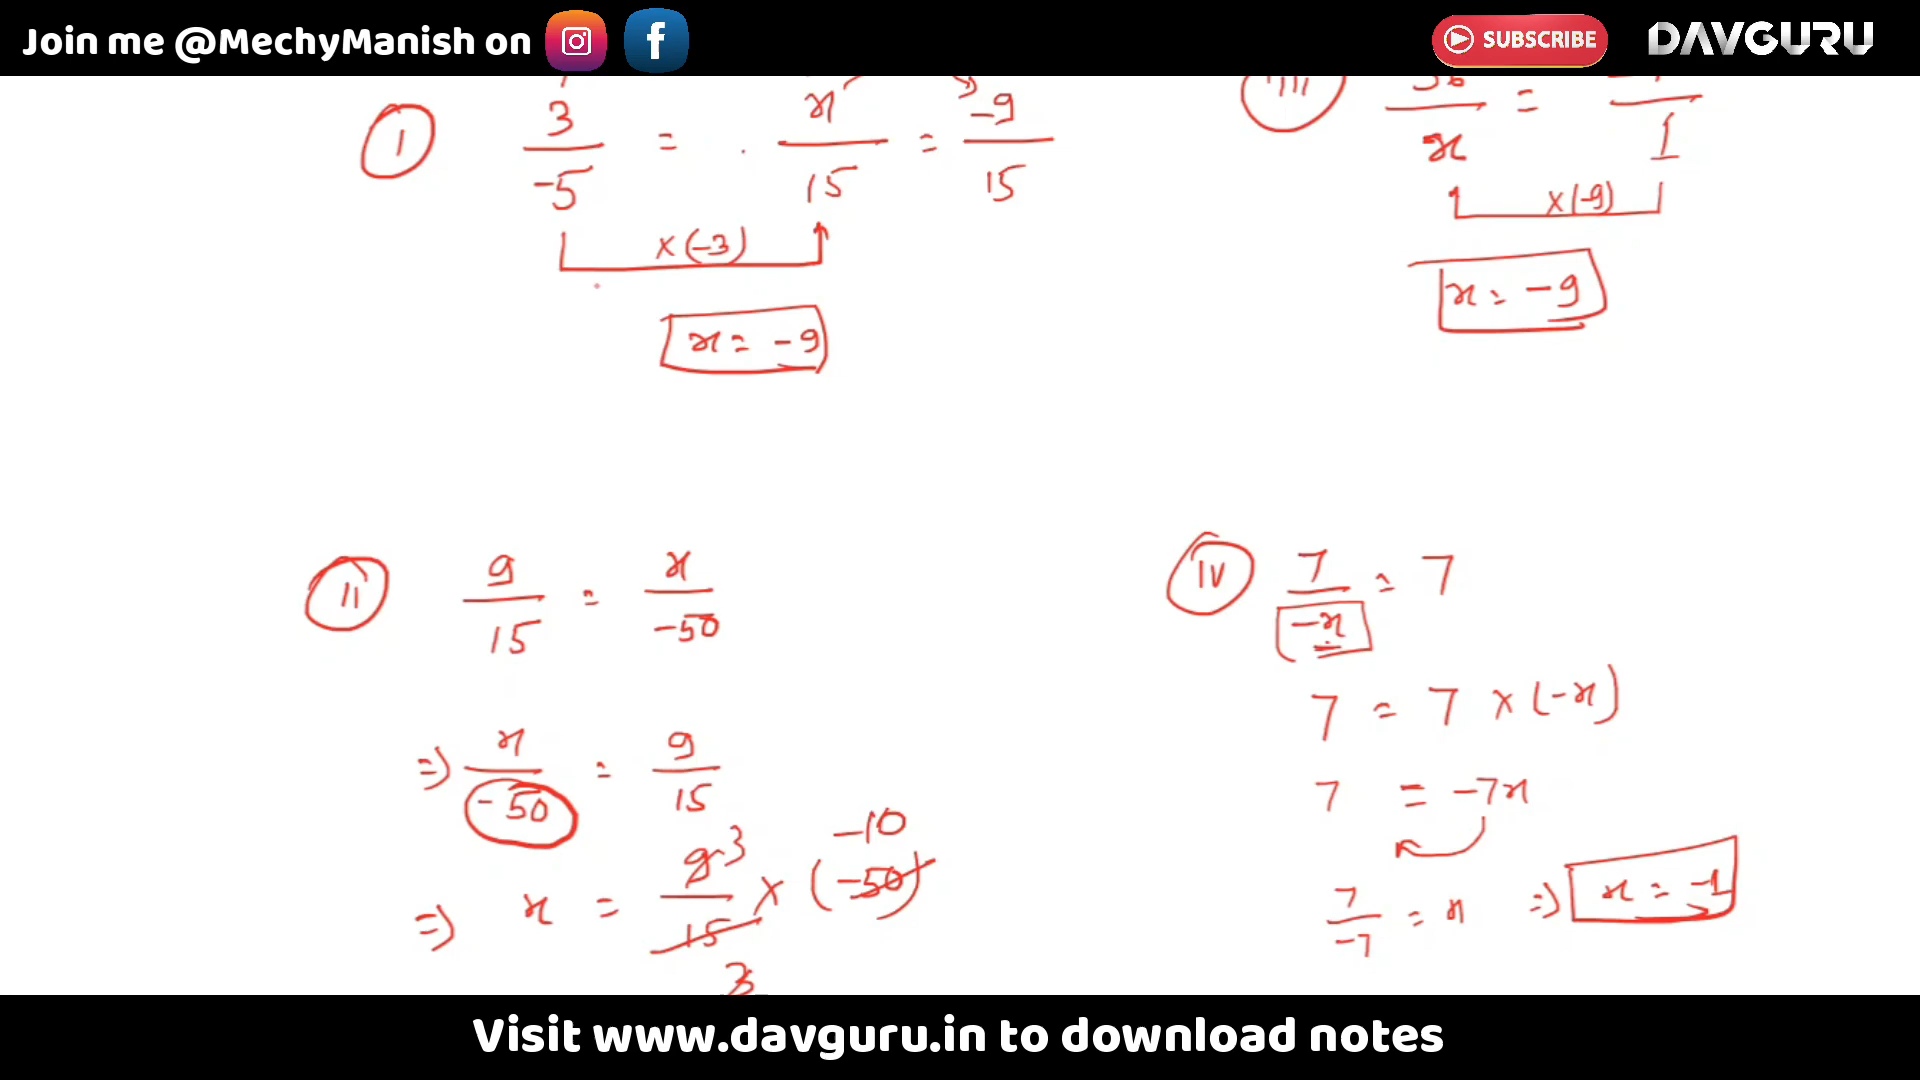 Join me @MechyManish on
SUBSCRIBE
DAVGURU
I 3/-5 = x/15 = -9/15
×(-3)
x = -9
III /x = /1
×(-9)
x = -9
II 9/15 = x/-50
=> x/-50 = 9/15
=> x = 9/15 × (-50)
3 -10
3
IV 7/-x = 7
7 = 7 × (-x)
7 = -7x
7/-7 = x => x = -1
Visit www.davguru.in to download notes